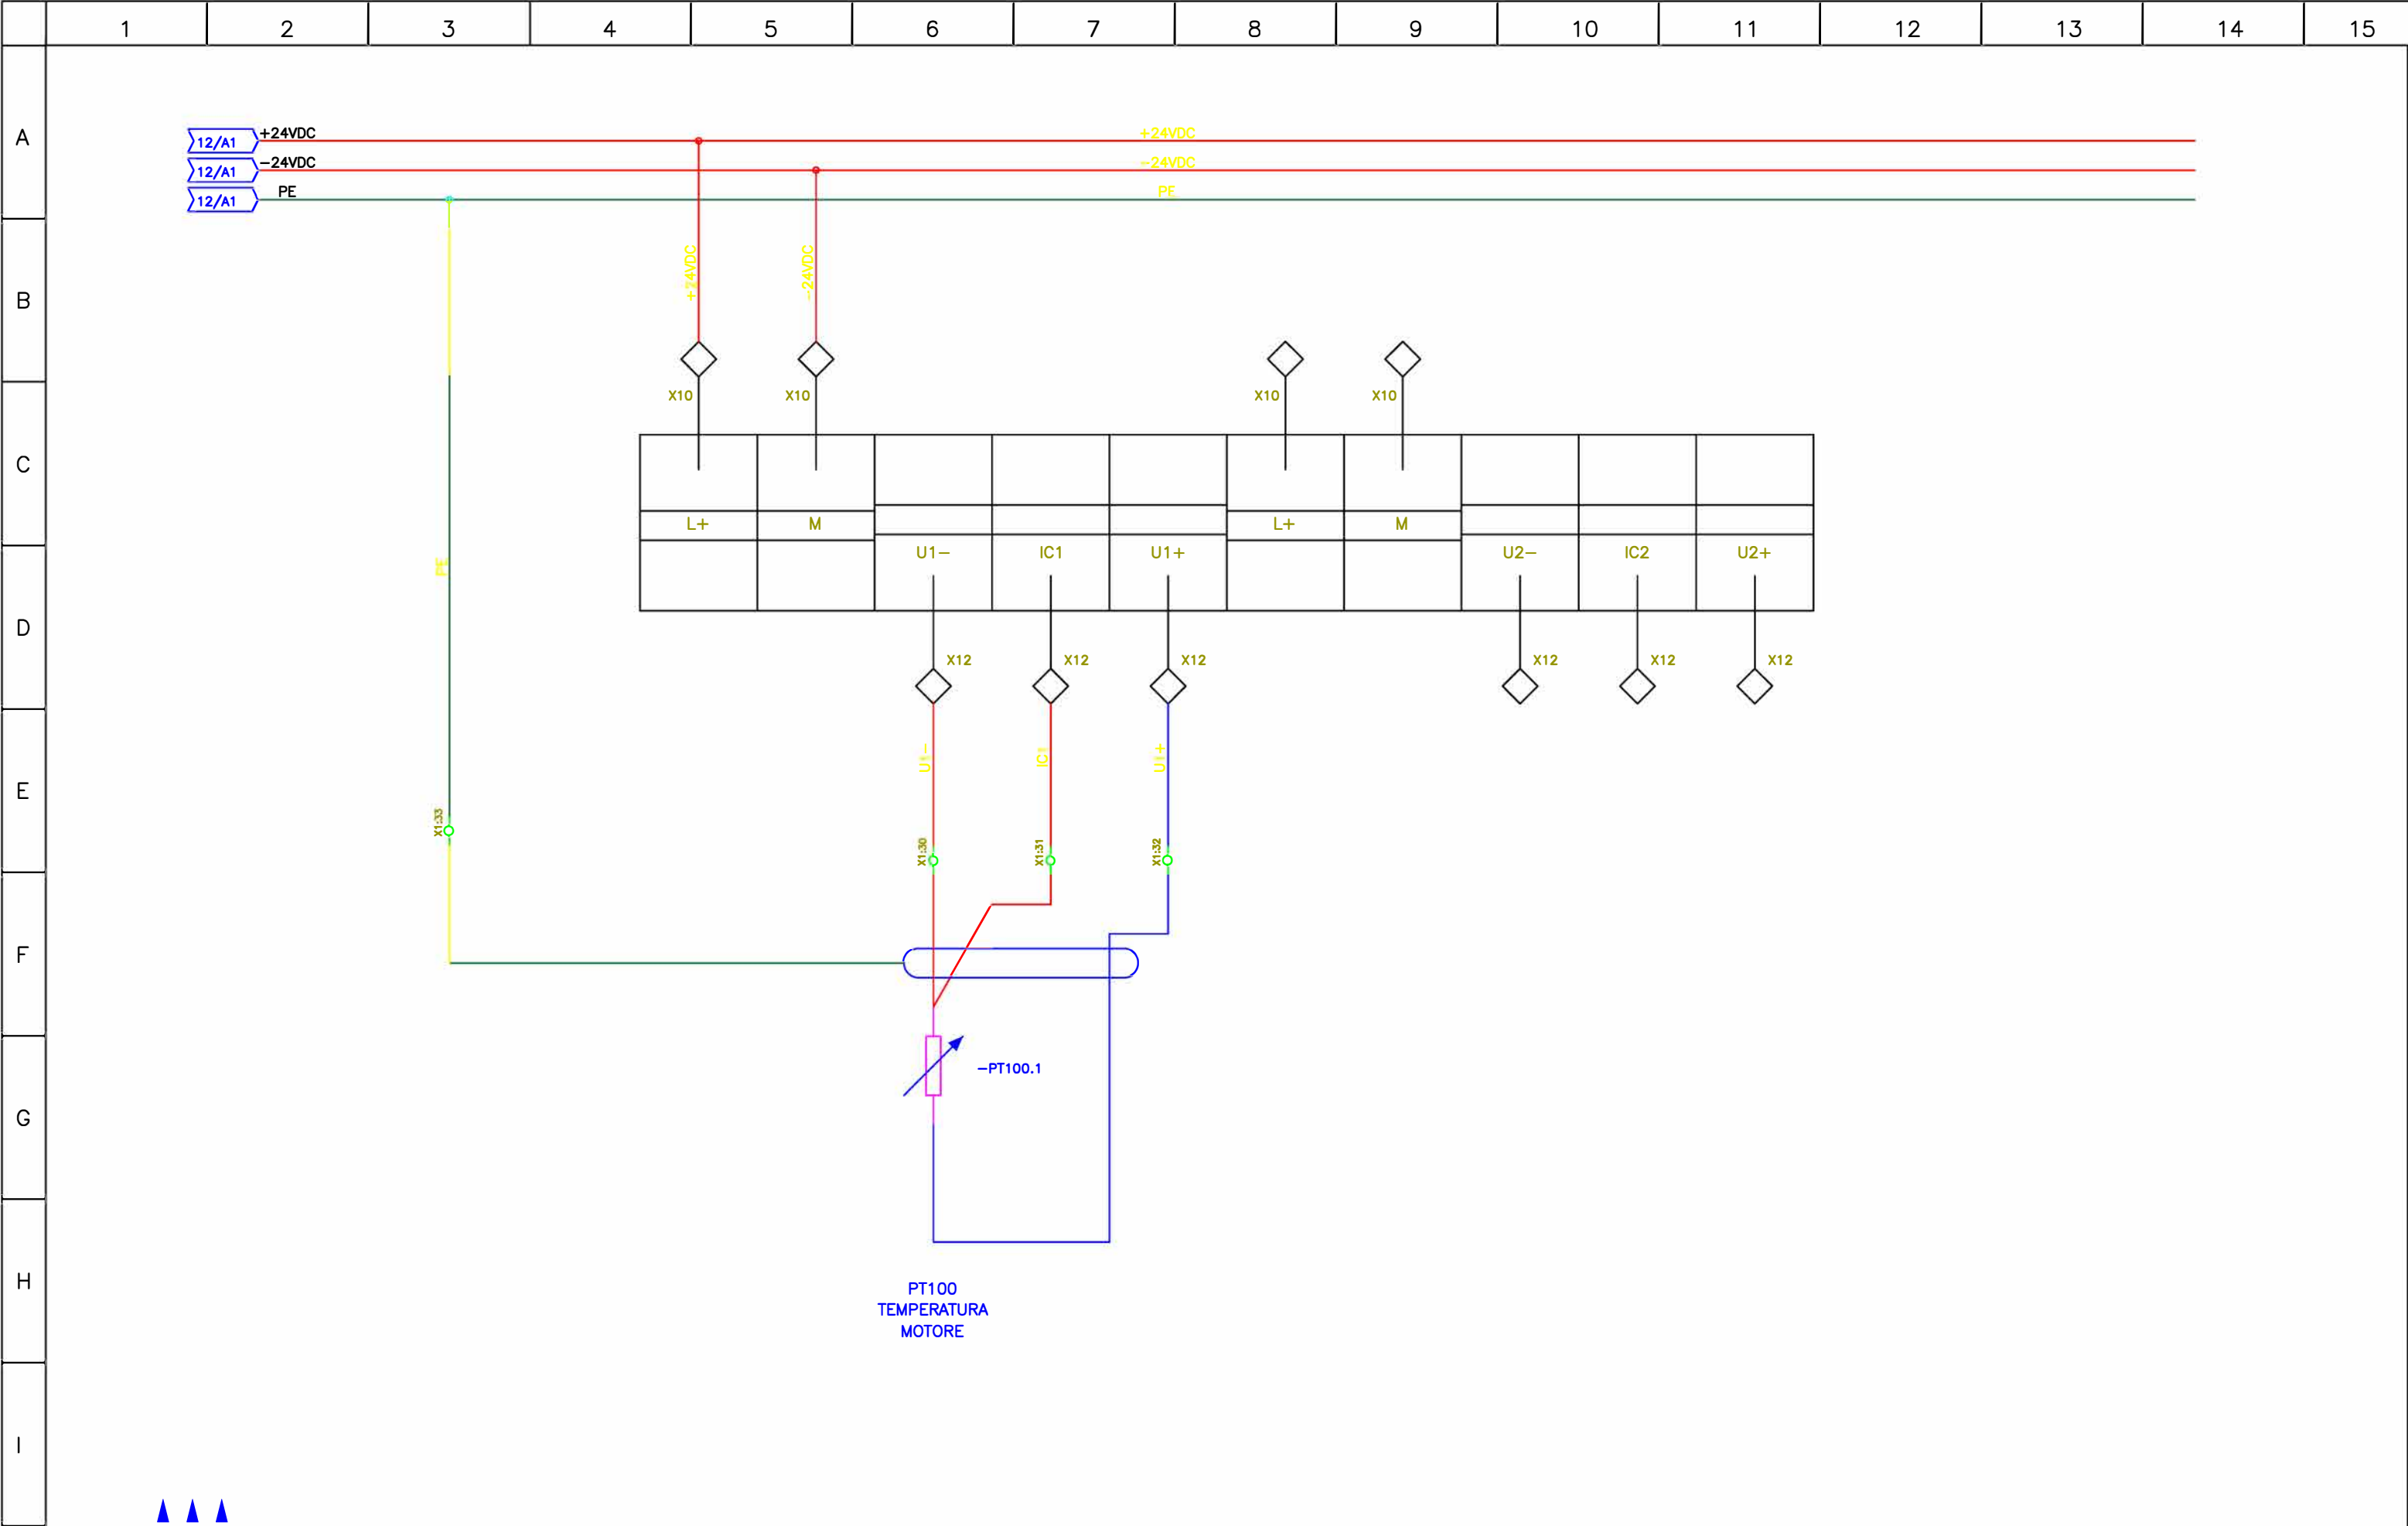 1 2 3 4 5 6 7 8 9 10 11 12 13 14 15
A
12/A1 +24VDC +24VDC
12/A1 -24VDC -24VDC
12/A1 PE PE
B
+24VDC -24VDC
X10 X10 X10 X10
C
L+ M L+ M
U1- IC1 U1+ U2- IC2 U2+
PE
D
X12 X12 X12 X12 X12 X12
U1- IC1 U1+
E
X1:33 X1:30 X1:31 X1:32
F
-PT100.1
G
H
PT100
TEMPERATURA
MOTORE
I